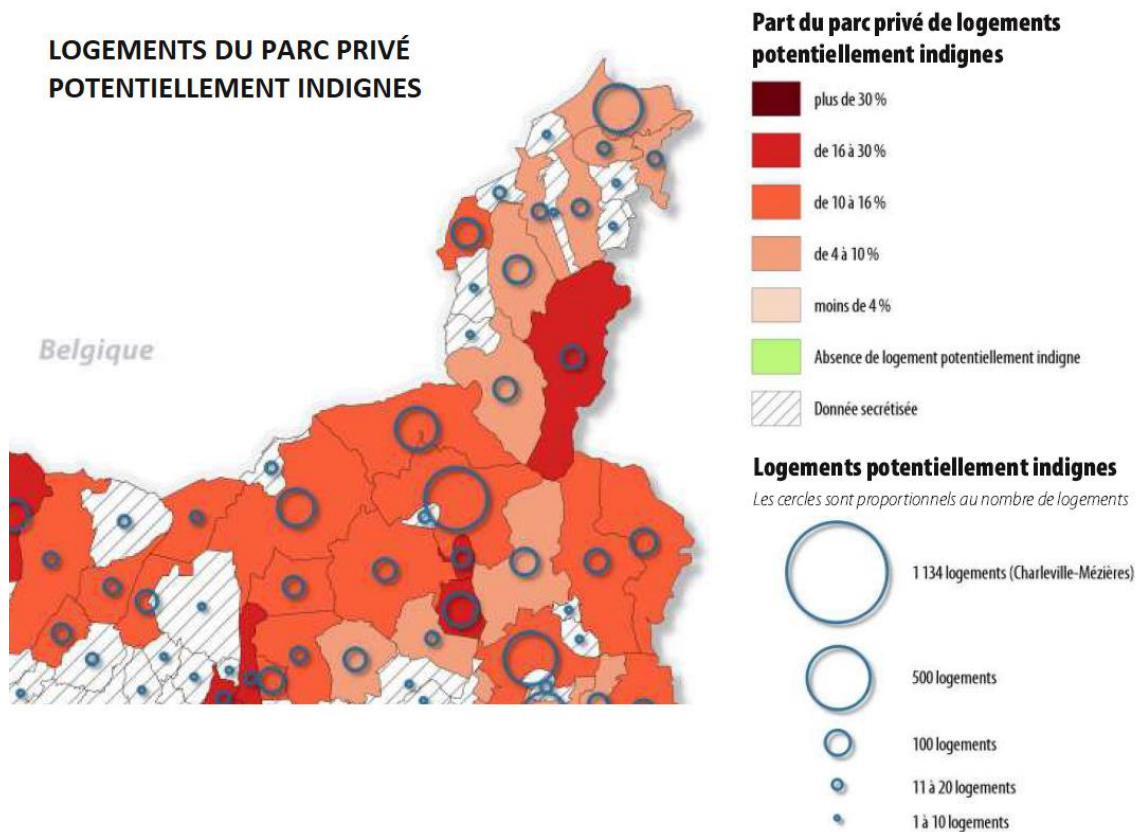 LOGEMENTS DU PARC PRIVÉ
POTENTIELLEMENT INDIGNES
Belgique
Part du parc privé de logements
potentiellement indignes
plus de 30 %
de 16 à 30 %
de 10 à 16 %
de 4 à 10 %
moins de 4 %
Absence de logement potentiellement indigne
Donnée secrétisée
Logements potentiellement indignes
Les cercles sont proportionnels au nombre de logements
1 134 logements (Charleville-Mézières)
500 logements
100 logements
11 à 20 logements
1 à 10 logements